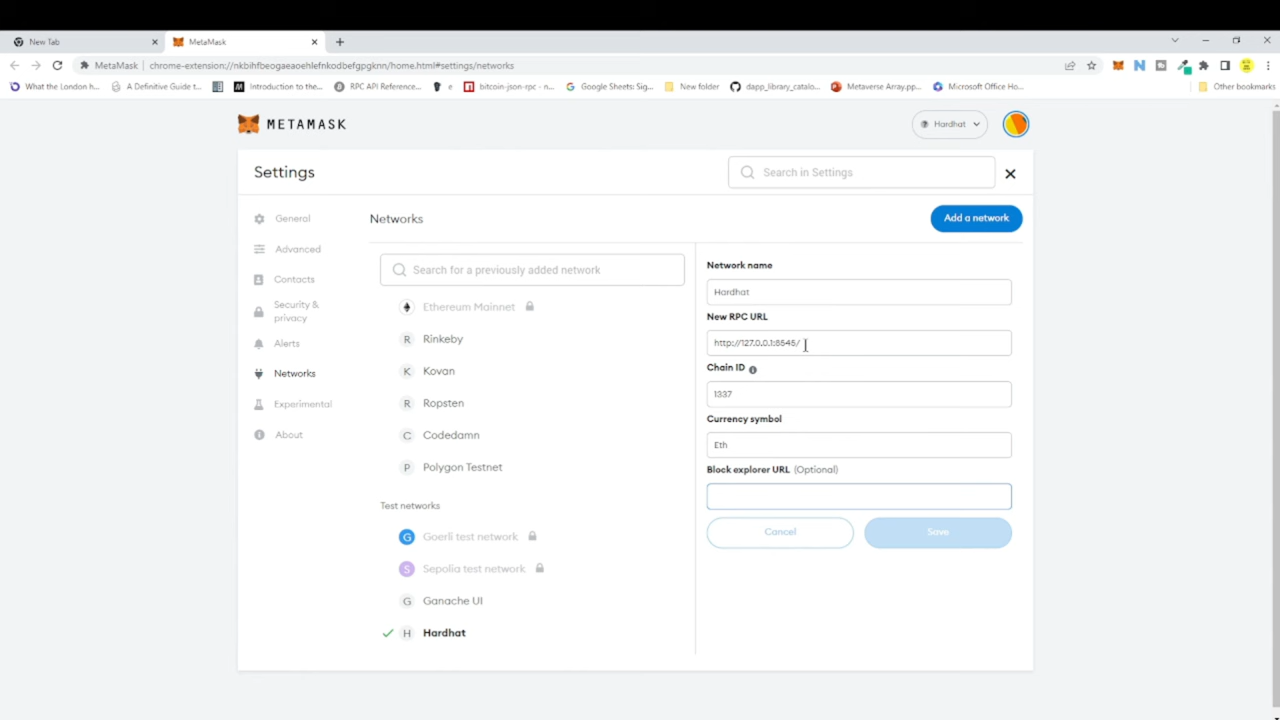 New Tab
MetaMask
MetaMask
chrome-extension://nkbihfbeogaeaoehlefnkodbefgpgknn/home.html#settings/networks
What the London h...
A Definitive Guide t...
Introduction to the...
RPC API Reference...
e
bitcoin-json-rpc - n...
Google Sheets: Sig...
New folder
dapp_library_catalo...
Metaverse Array.pp...
Microsoft Office Ho...
Other bookmarks
METAMASK
Hardhat
Settings
Search in Settings
General
Advanced
Contacts
Security &
privacy
Alerts
Networks
Experimental
About
Networks
Add a network
Search for a previously added network
Ethereum Mainnet
R Rinkeby
K Kovan
R Ropsten
C Codedamn
P Polygon Testnet
Test networks
G Goerli test network
S Sepolia test network
G Ganache UI
H Hardhat
Network name
Hardhat
New RPC URL
http://127.0.0.1:8545/
Chain ID
1337
Currency symbol
Eth
Block explorer URL (Optional)
Cancel
Save